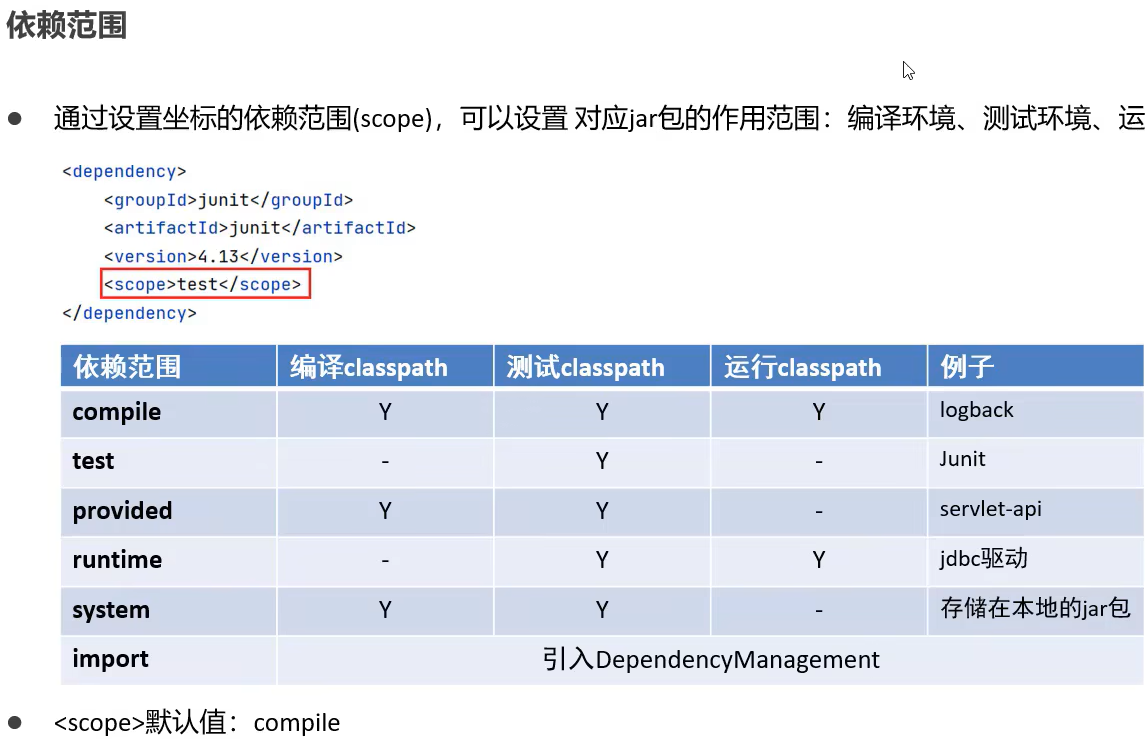 依赖范围
通过设置坐标的依赖范围(scope)，可以设置 对应jar包的作用范围：编译环境、测试环境、运
<dependency>
<groupId>junit</groupId>
<artifactId>junit</artifactId>
<version>4.13</version>
<scope>test</scope>
</dependency>
依赖范围 编译classpath 测试classpath 运行classpath 例子
compile Y Y Y logback
test - Y - Junit
provided Y Y - servlet-api
runtime - Y Y jdbc驱动
system Y Y - 存储在本地的jar包
import 引入DependencyManagement
<scope>默认值：compile